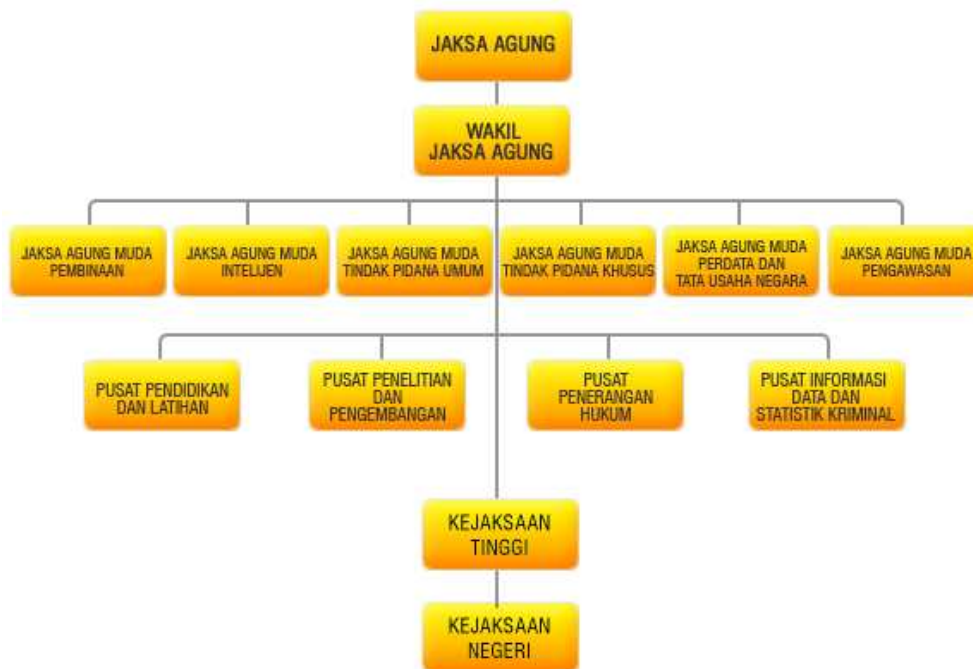 JAKSA AGUNG
WAKIL
JAKSA AGUNG
JAKSA AGUNG MUDA
PEMBINAAN
JAKSA AGUNG MUDA
INTELIJEN
JAKSA AGUNG MUDA
TINDAK PIDANA UMUM
JAKSA AGUNG MUDA
TINDAK PIDANA KHUSUS
JAKSA AGUNG MUDA
PERDATA DAN
TATA USAHA NEGARA
JAKSA AGUNG MUDA
PENGAWASAN
PUSAT PENDIDIKAN
DAN LATIHAN
PUSAT PENELITIAN
DAN
PENGEMBANGAN
PUSAT
PENERANGAN
HUKUM
PUSAT INFORMASI
DATA DAN
STATISTIK KRIMINAL
KEJAKSAAN
TINGGI
KEJAKSAAN
NEGERI